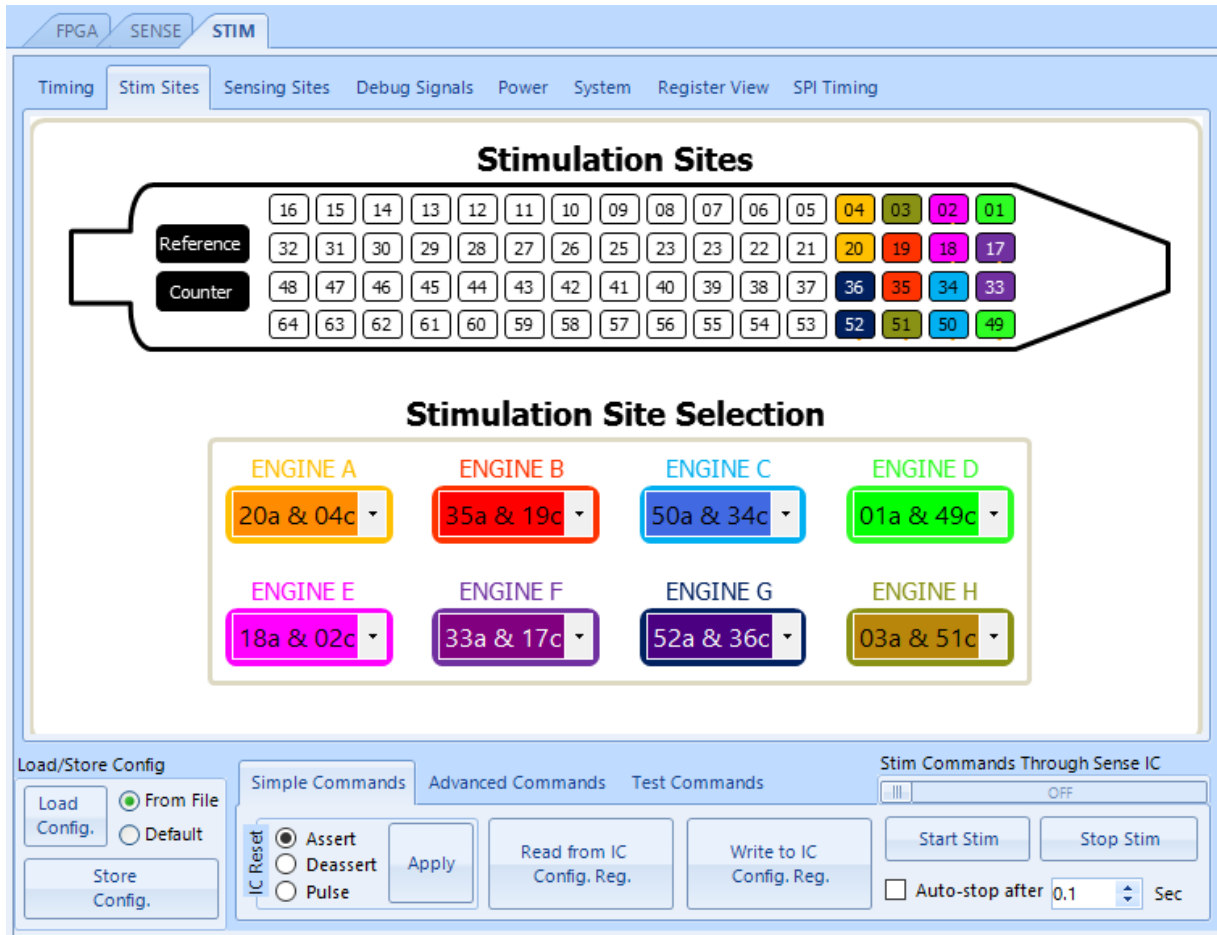 FPGA SENSE STIM
Timing Stim Sites Sensing Sites Debug Signals Power System Register View SPI Timing
Stimulation Sites
16 15 14 13 12 11 10 09 08 07 06 05 04 03 02 01
Reference
32 31 30 29 28 27 26 25 23 23 22 21 20 19 18 17
Counter
48 47 46 45 44 43 42 41 40 39 38 37 36 35 34 33
64 63 62 61 60 59 58 57 56 55 54 53 52 51 50 49
Stimulation Site Selection
ENGINE A ENGINE B ENGINE C ENGINE D
20a & 04c 35a & 19c 50a & 34c 01a & 49c
ENGINE E ENGINE F ENGINE G ENGINE H
18a & 02c 33a & 17c 52a & 36c 03a & 51c
Load/Store Config
Load
Config.
From File
Default
Store
Config.
Simple Commands Advanced Commands Test Commands
IC Reset
Assert
Deassert
Pulse
Apply
Read from IC
Config. Reg.
Write to IC
Config. Reg.
Stim Commands Through Sense IC
OFF
Start Stim Stop Stim
Auto-stop after 0.1 Sec